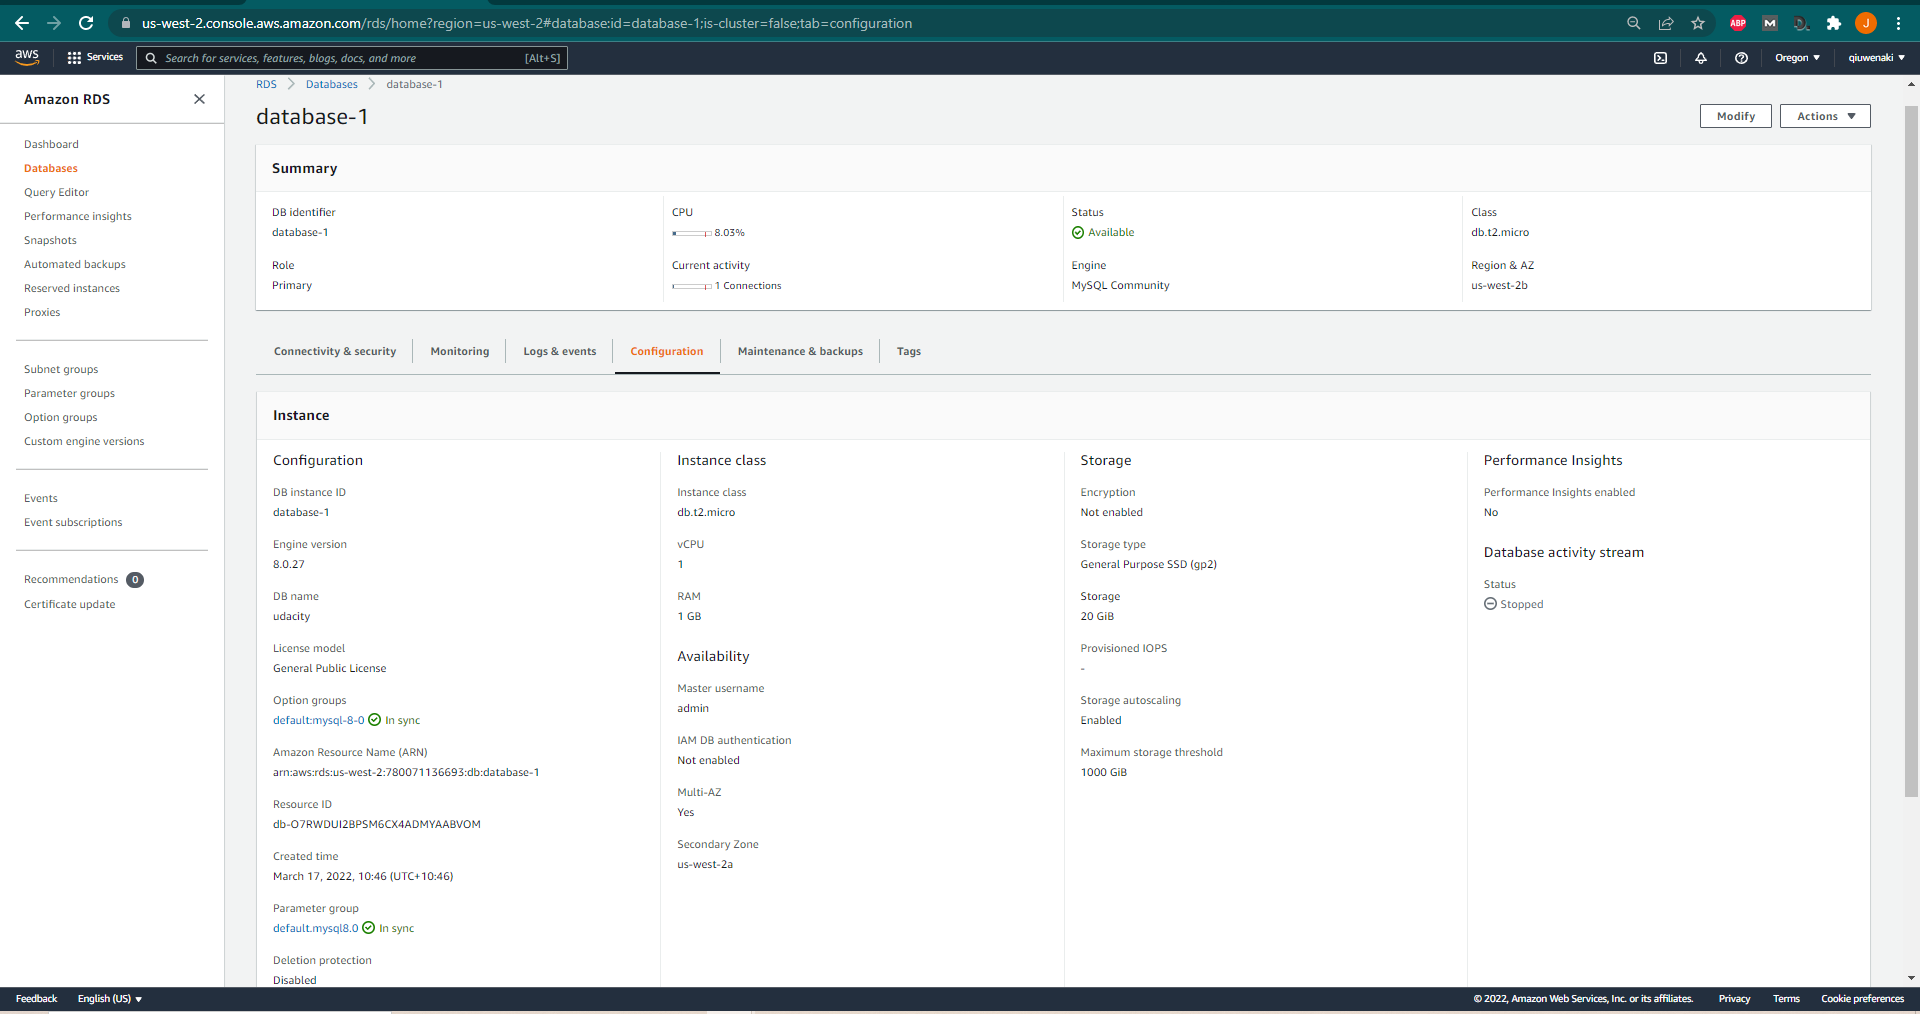 us-west-2.console.aws.amazon.com/rds/home?region=us-west-2#database:id=database-1;is-cluster=false;tab=configuration
ABP
M
J
aws
Services
Search for services, features, blogs, docs, and more
[Alt+S]
Oregon
qiuwenaki
Amazon RDS
Dashboard
Databases
Query Editor
Performance insights
Snapshots
Automated backups
Reserved instances
Proxies
Subnet groups
Parameter groups
Option groups
Custom engine versions
Events
Event subscriptions
Recommendations 0
Certificate update
RDS
Databases
database-1
database-1
Modify
Actions
Summary
DB identifier
database-1
Role
Primary
CPU
8.03%
Current activity
1 Connections
Status
Available
Engine
MySQL Community
Class
db.t2.micro
Region & AZ
us-west-2b
Connectivity & security
Monitoring
Logs & events
Configuration
Maintenance & backups
Tags
Instance
Configuration
DB instance ID
database-1
Engine version
8.0.27
DB name
udacity
License model
General Public License
Option groups
default:mysql-8-0 In sync
Amazon Resource Name (ARN)
arn:aws:rds:us-west-2:780071136693:db:database-1
Resource ID
db-O7RWDUI2BPSM6CX4ADMYAABVOM
Created time
March 17, 2022, 10:46 (UTC+10:46)
Parameter group
default.mysql8.0 In sync
Deletion protection
Disabled
Instance class
Instance class
db.t2.micro
vCPU
1
RAM
1 GB
Availability
Master username
admin
IAM DB authentication
Not enabled
Multi-AZ
Yes
Secondary Zone
us-west-2a
Storage
Encryption
Not enabled
Storage type
General Purpose SSD (gp2)
Storage
20 GiB
Provisioned IOPS
-
Storage autoscaling
Enabled
Maximum storage threshold
1000 GiB
Performance Insights
Performance Insights enabled
No
Database activity stream
Status
Stopped
Feedback
English (US)
© 2022, Amazon Web Services, Inc. or its affiliates.
Privacy
Terms
Cookie preferences